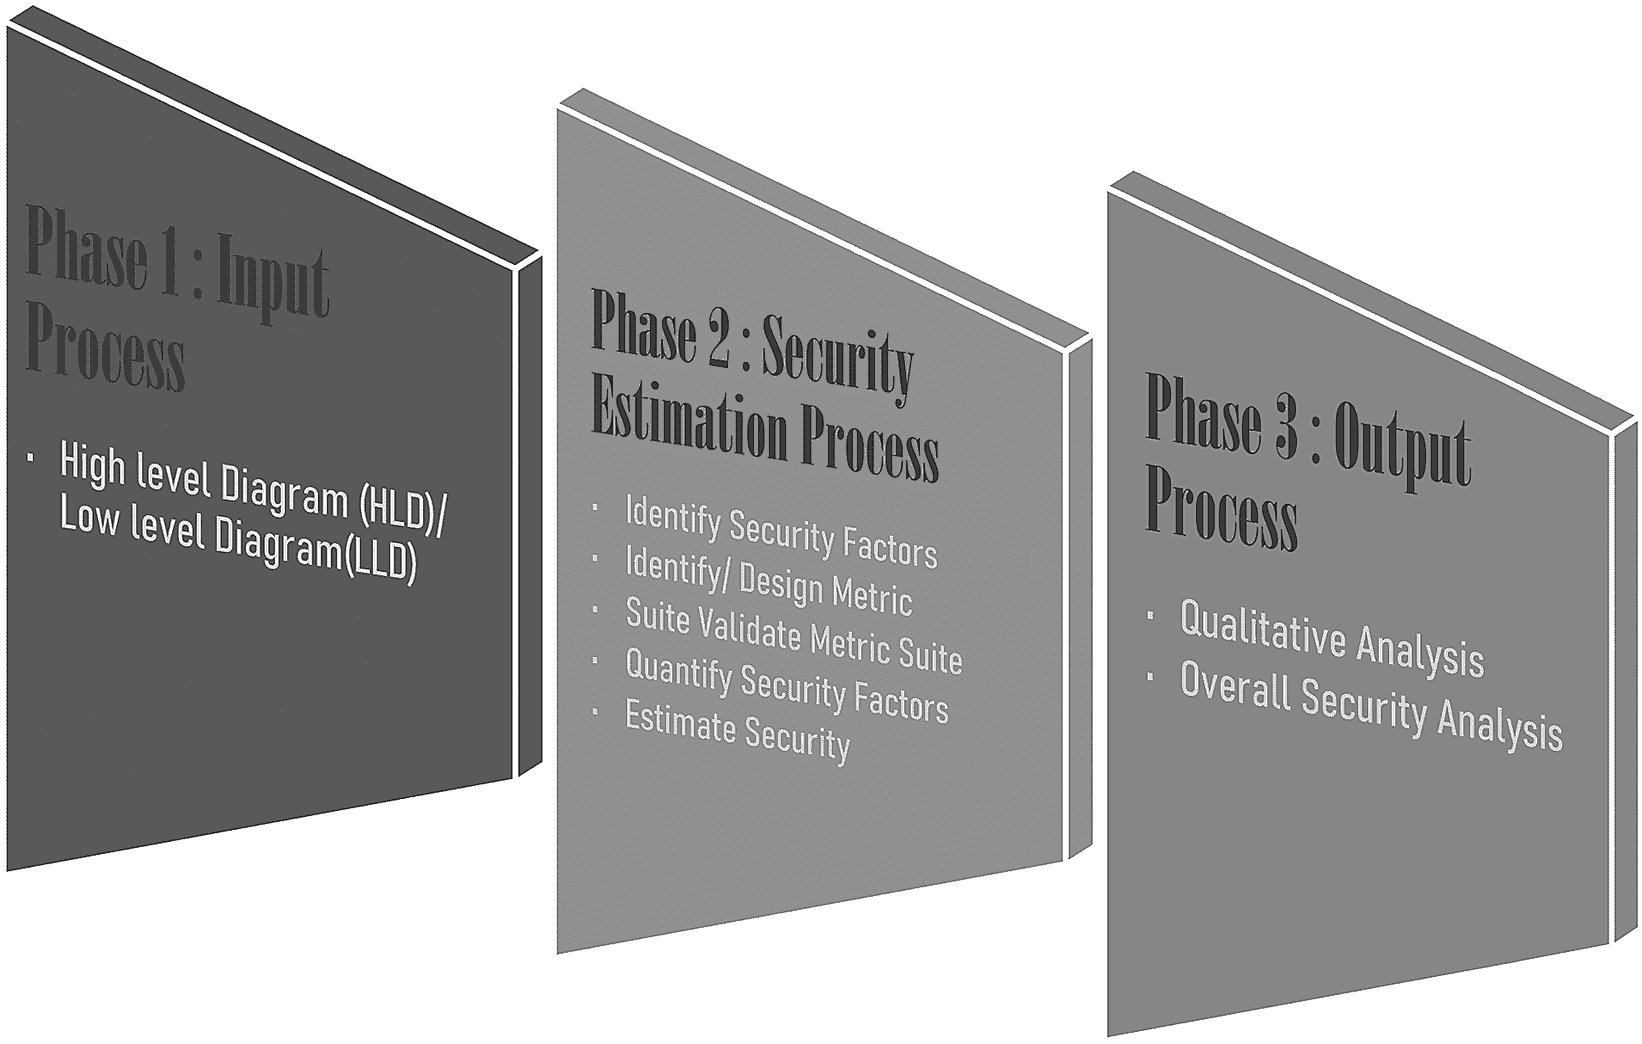 Phase 1 : Input
Process
· High level Diagram (HLD)/
Low level Diagram(LLD)
Phase 2 : Security
Estimation Process
· Identify Security Factors
· Identify/ Design Metric
· Suite Validate Metric Suite
· Quantify Security Factors
· Estimate Security
Phase 3 : Output
Process
· Qualitative Analysis
· Overall Security Analysis